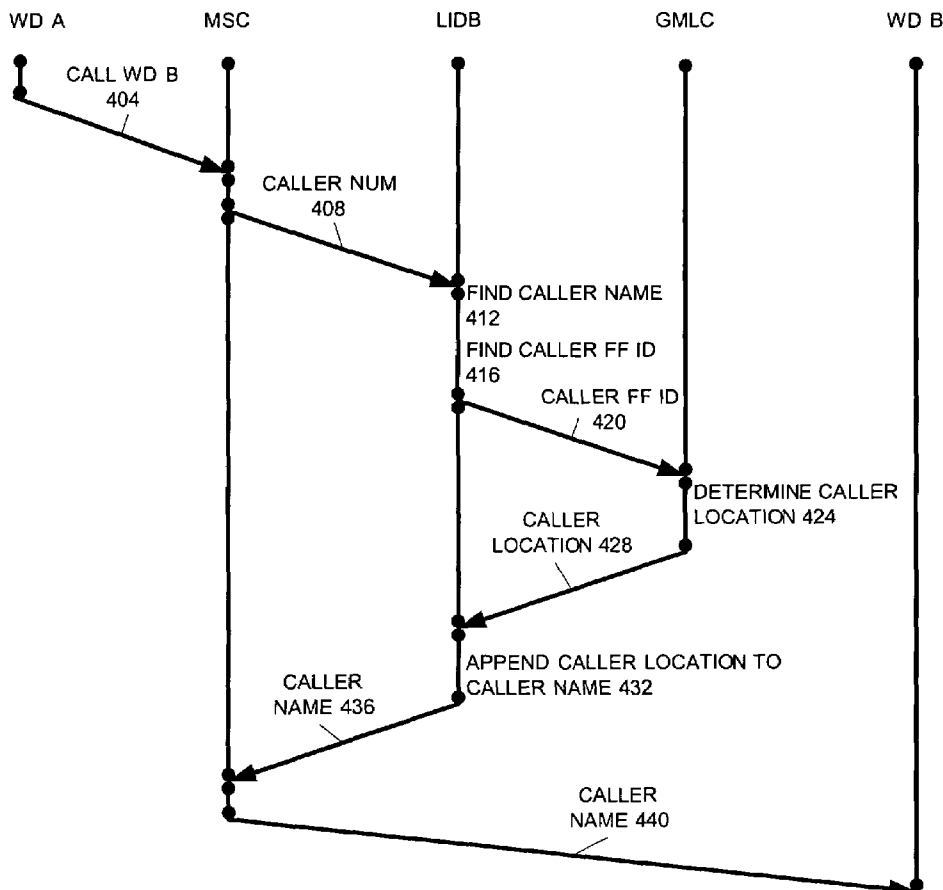 WD A MSC LIDB GMLC WD B
CALL WD B
404
CALLER NUM
408
FIND CALLER NAME
412
FIND CALLER FF ID
416
CALLER FF ID
420
DETERMINE CALLER
LOCATION 424
CALLER
LOCATION 428
APPEND CALLER LOCATION TO
CALLER NAME 432
CALLER
NAME 436
CALLER
NAME 440